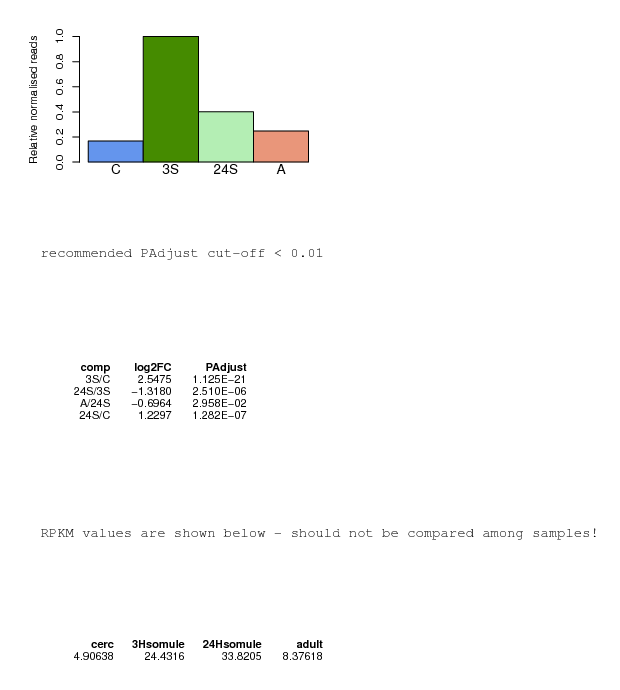 Relative normalised reads
1.0
0.8
0.6
0.4
0.2
0.0
C 3S 24S A
recommended PAdjust cut-off < 0.01
comp log2FC PAdjust
3S/C 2.5475 1.125E−21
24S/3S −1.3180 2.510E−06
A/24S −0.6964 2.958E−02
24S/C 1.2297 1.282E−07
RPKM values are shown below - should not be compared among samples!
cerc 3Hsomule 24Hsomule adult
4.90638 24.4316 33.8205 8.37618